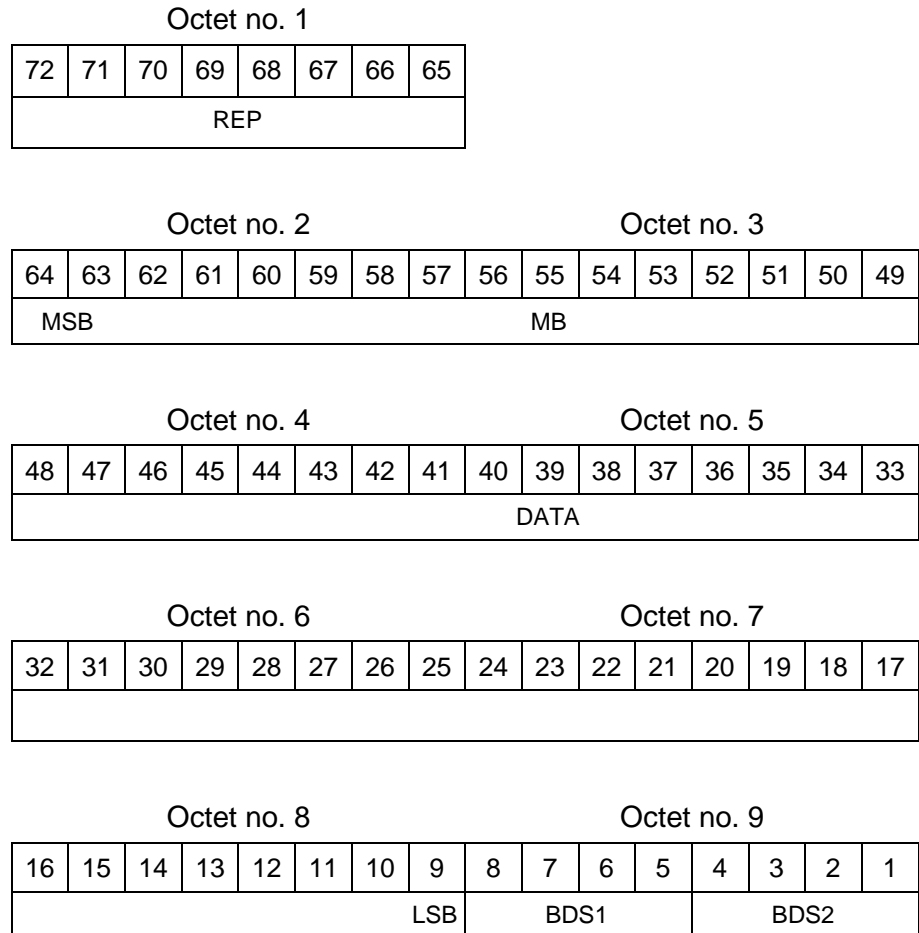 Octet no. 1
72 71 70 69 68 67 66 65
REP
Octet no. 2 Octet no. 3
64 63 62 61 60 59 58 57 56 55 54 53 52 51 50 49
MSB MB
Octet no. 4 Octet no. 5
48 47 46 45 44 43 42 41 40 39 38 37 36 35 34 33
DATA
Octet no. 6 Octet no. 7
32 31 30 29 28 27 26 25 24 23 22 21 20 19 18 17
Octet no. 8 Octet no. 9
16 15 14 13 12 11 10 9 8 7 6 5 4 3 2 1
LSB BDS1 BDS2